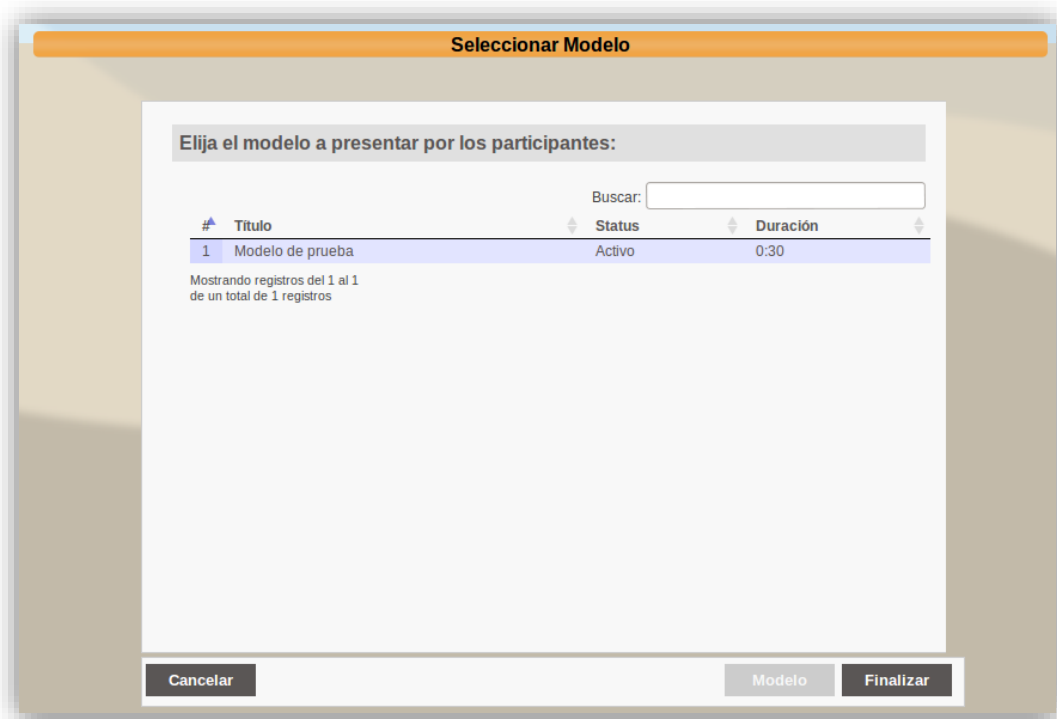 Seleccionar Modelo
Elija el modelo a presentar por los participantes:
Buscar:
# Título Status Duración
1 Modelo de prueba Activo 0:30
Mostrando registros del 1 al 1
de un total de 1 registros
Cancelar Modelo Finalizar